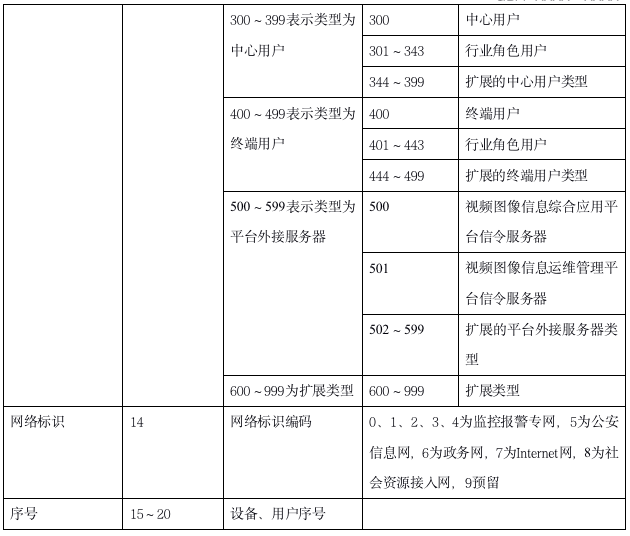 300～399表示类型为 300 中心用户
中心用户 301～343 行业角色用户
344～399 扩展的中心用户类型
400～499表示类型为 400 终端用户
终端用户 401～443 行业角色用户
444～499 扩展的终端用户类型
500～599表示类型为 500 视频图像信息综合应用平
平台外接服务器 台信令服务器
501 视频图像信息运维管理平
台信令服务器
502～599 扩展的平台外接服务器类
型
600～999为扩展类型 600～999 扩展类型
网络标识 14 网络标识编码 0、1、2、3、4为监控报警专网，5为公安
信息网，6为政务网，7为Internet网，8为社
会资源接入网，9预留
序号 15～20 设备、用户序号